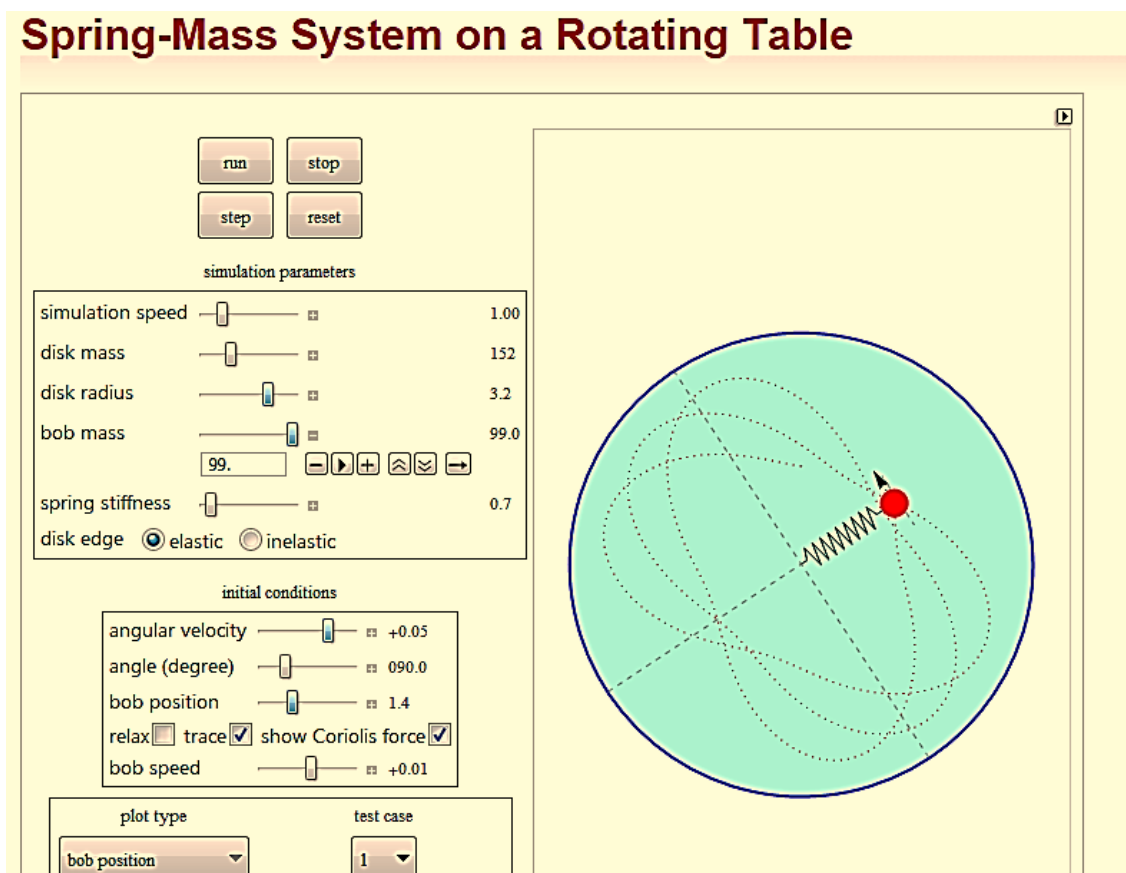 Spring-Mass System on a Rotating Table
run stop
step reset
simulation parameters
simulation speed 1.00
disk mass 152
disk radius 3.2
bob mass 99.0
99.
spring stiffness 0.7
disk edge elastic inelastic
initial conditions
angular velocity +0.05
angle (degree) 090.0
bob position 1.4
relax trace show Coriolis force
bob speed +0.01
plot type test case
bob position 1